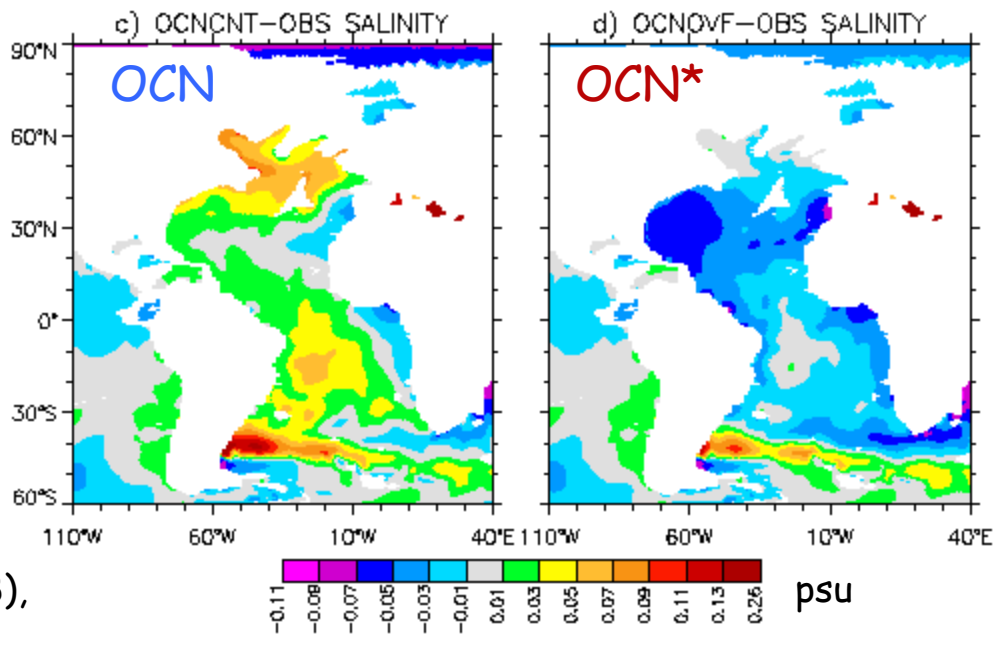 c) OCNCNT-OBS SALINITY
d) OCNOVF-OBS SALINITY
OCN
OCN*
90°N
60°N
30°N
0°
30°S
60°S
110°W 60°W 10°W 40°E 110°W 60°W 10°W 40°E
-0.11 -0.09 -0.07 -0.05 -0.03 -0.01 0.01 0.03 0.05 0.07 0.09 0.11 0.13 0.26
psu
),